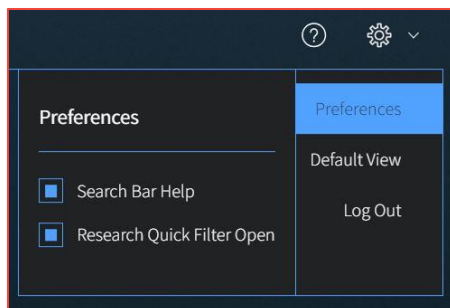 Preferences
Search Bar Help
Research Quick Filter Open
Preferences
Default View
Log Out